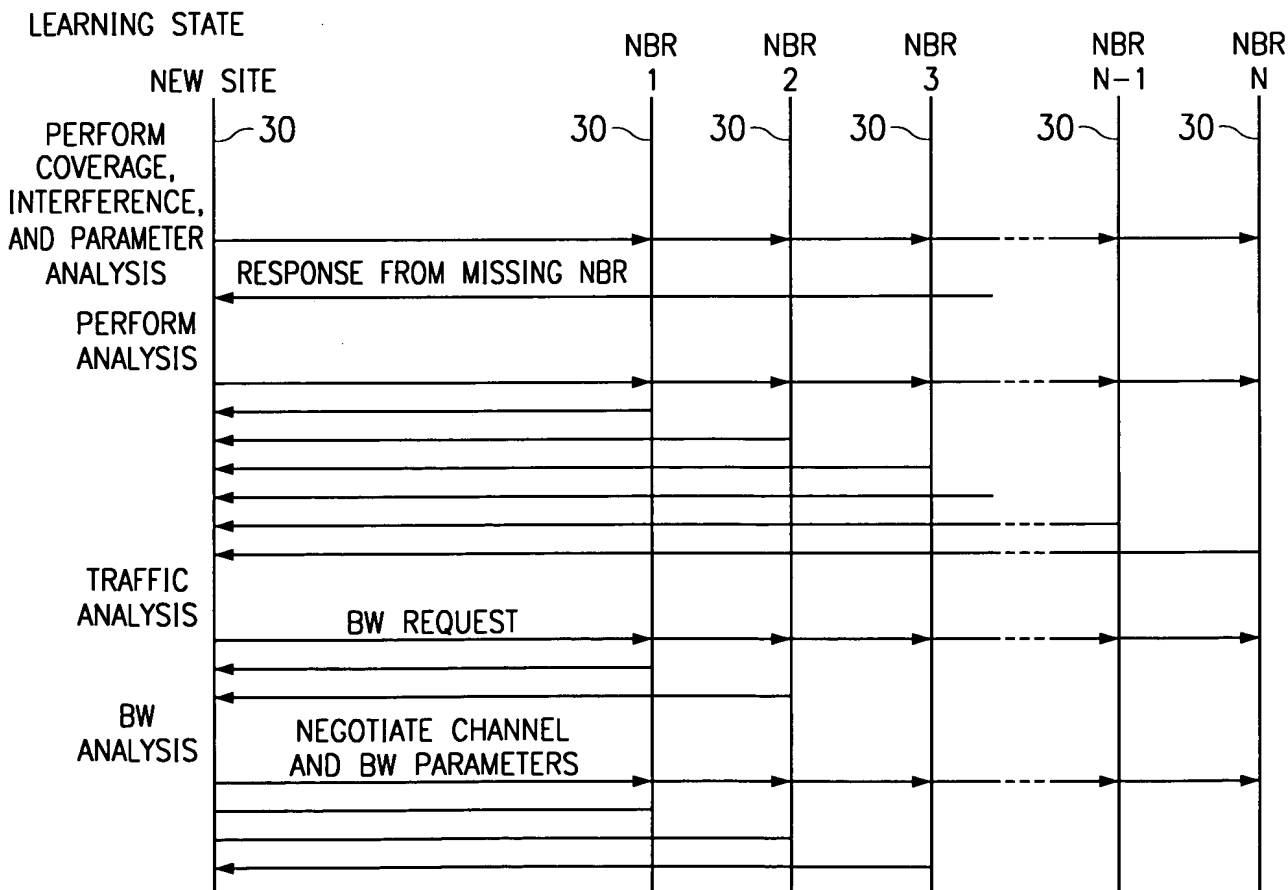 LEARNING STATE
NEW SITE
NBR
1
NBR
2
NBR
3
NBR
N-1
NBR
N
30
30
30
30
30
30
PERFORM
COVERAGE,
INTERFERENCE,
AND PARAMETER
ANALYSIS
RESPONSE FROM MISSING NBR
PERFORM
ANALYSIS
TRAFFIC
ANALYSIS
BW REQUEST
BW
ANALYSIS
NEGOTIATE CHANNEL
AND BW PARAMETERS